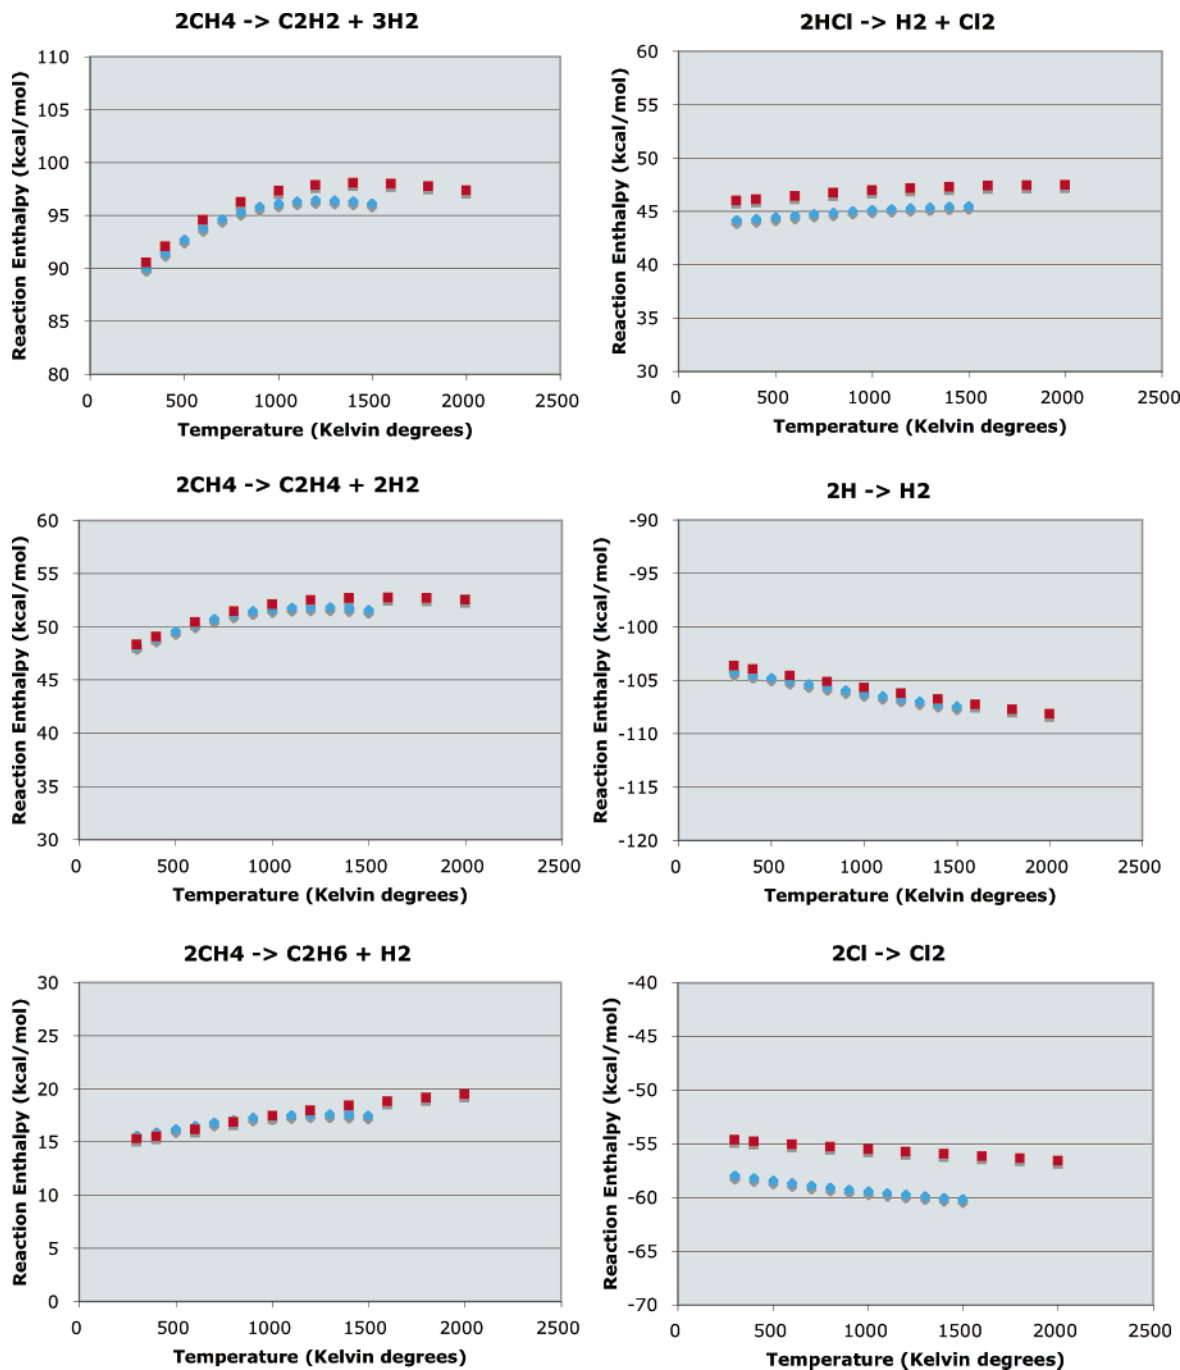 2CH4 -> C2H2 + 3H2
Reaction Enthalpy (kcal/mol)
110
105
100
95
90
85
80
0 500 1000 1500 2000 2500
Temperature (Kelvin degrees)
2HCl -> H2 + Cl2
Reaction Enthalpy (kcal/mol)
60
55
50
45
40
35
30
0 500 1000 1500 2000 2500
Temperature (Kelvin degrees)
2CH4 -> C2H4 + 2H2
Reaction Enthalpy (kcal/mol)
60
55
50
45
40
35
30
0 500 1000 1500 2000 2500
Temperature (Kelvin degrees)
2H -> H2
Reaction Enthalpy (kcal/mol)
-90
-95
-100
-105
-110
-115
-120
0 500 1000 1500 2000 2500
Temperature (Kelvin degrees)
2CH4 -> C2H6 + H2
Reaction Enthalpy (kcal/mol)
30
25
20
15
10
5
0
0 500 1000 1500 2000 2500
Temperature (Kelvin degrees)
2Cl -> Cl2
Reaction Enthalpy (kcal/mol)
-40
-45
-50
-55
-60
-65
-70
0 500 1000 1500 2000 2500
Temperature (Kelvin degrees)